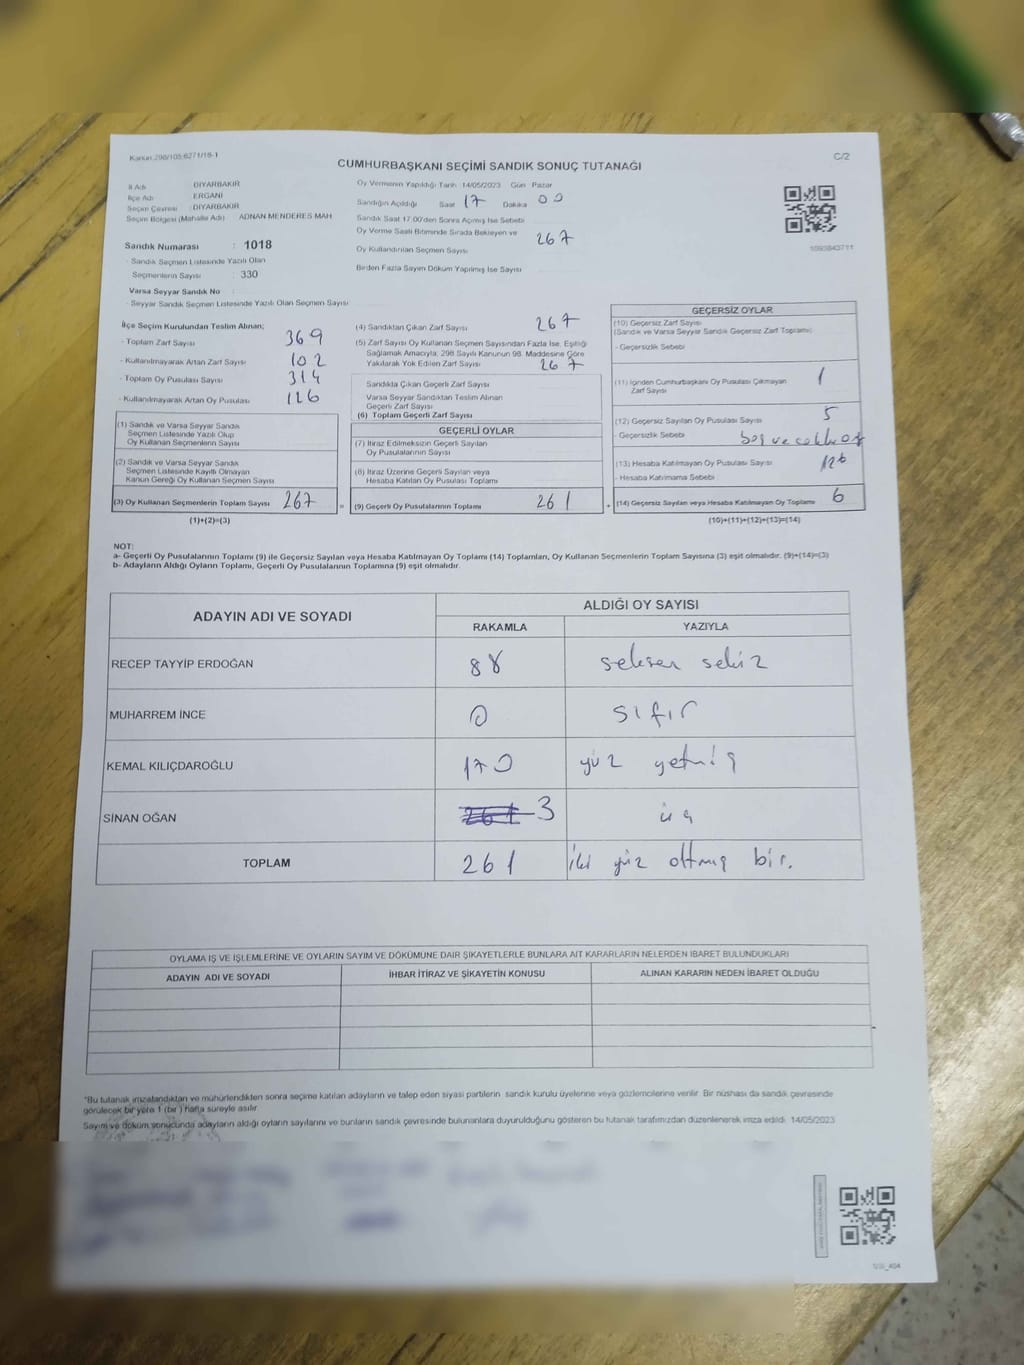 Kanun 298/105;6271/18-1
C/2
CUMHURBAŞKANI SEÇİMİ SANDIK SONUÇ TUTANAĞI
İl Adı DİYARBAKIR
İlçe Adı : ERGANİ
Seçim Çevresi : DİYARBAKIR
Seçim Bölgesi (Mahalle Adı) ADNAN MENDERES MAH.
Oy Vermenin Yapıldığı Tarih 14/05/2023 Gün Pazar
Sandığın Açıldığı Saat 17 Dakika 00
Sandık Saat 17:00'den Sonra Açılmış İse Sebebi
Oy Verme Saati Bitiminde Sırada Bekleyen ve
Oy Kullandırılan Seçmen Sayısı 267
Birden Fazla Sayım Döküm Yapılmış İse Sayısı
1093843711
Sandık Numarası : 1018
- Sandık Seçmen Listesinde Yazılı Olan
Seçmenlerin Sayısı : 330
Varsa Seyyar Sandık No
- Seyyar Sandık Seçmen Listesinde Yazılı Olan Seçmen Sayısı
İlçe Seçim Kurulundan Teslim Alınan;
- Toplam Zarf Sayısı 369
- Kullanılmayarak Artan Zarf Sayısı 102
- Toplam Oy Pusulası Sayısı 314
- Kullanılmayarak Artan Oy Pusulası 126
(1) Sandık ve Varsa Seyyar Sandık
Seçmen Listesinde Yazılı Olup
Oy Kullanan Seçmenlerin Sayısı
(2) Sandık ve Varsa Seyyar Sandık
Seçmen Listesinde Kayıtlı Olmayan
Kanun Gereği Oy Kullanan Seçmen Sayısı
(3) Oy Kullanan Seçmenlerin Toplam Sayısı 267 =
(1)+(2)=(3)
(4) Sandıktan Çıkan Zarf Sayısı 267
(5) Zarf Sayısı Oy Kullanan Seçmen Sayısından Fazla İse, Eşitliği
Sağlamak Amacıyla, 298 Sayılı Kanunun 98. Maddesine Göre
Yakılarak Yok Edilen Zarf Sayısı 267
Sandıkta Çıkan Geçerli Zarf Sayısı
Varsa Seyyar Sandıktan Teslim Alınan
Geçerli Zarf Sayısı
(6) Toplam Geçerli Zarf Sayısı
GEÇERLİ OYLAR
(7) İtiraz Edilmeksizin Geçerli Sayılan
Oy Pusulalarının Sayısı
(8) İtiraz Üzerine Geçerli Sayılan veya
Hesaba Katılan Oy Pusulası Toplamı
(9) Geçerli Oy Pusulalarının Toplamı 261 +
GEÇERSİZ OYLAR
(10) Geçersiz Zarf Sayısı
(Sandık ve Varsa Seyyar Sandık Geçersiz Zarf Toplamı)
- Geçersizlik Sebebi
(11) İçinden Cumhurbaşkanı Oy Pusulası Çıkmayan
Zarf Sayısı 1
(12) Geçersiz Sayılan Oy Pusulası Sayısı 5
- Geçersizlik Sebebi boş ve çoklu oy
(13) Hesaba Katılmayan Oy Pusulası Sayısı 126
- Hesaba Katılmama Sebebi
(14) Geçersiz Sayılan veya Hesaba Katılmayan Oy Toplamı 6
(10)+(11)+(12)+(13)=(14)
NOT:
a- Geçerli Oy Pusulalarının Toplamı (9) ile Geçersiz Sayılan veya Hesaba Katılmayan Oy Toplamı (14) Toplamları, Oy Kullanan Seçmenlerin Toplam Sayısına (3) eşit olmalıdır. (9)+(14)=(3)
b- Adayların Aldığı Oyların Toplamı, Geçerli Oy Pusulalarının Toplamına (9) eşit olmalıdır.
ADAYIN ADI VE SOYADI ALDIĞI OY SAYISI
RAKAMLA YAZIYLA
RECEP TAYYİP ERDOĞAN 88 seksen sekiz
MUHARREM İNCE 0 sıfır
KEMAL KILIÇDAROĞLU 170 yüz yetmiş
SİNAN OĞAN 261 3 üç
TOPLAM 261 iki yüz altmış bir.
OYLAMA İŞ VE İŞLEMLERİNE VE OYLARIN SAYIM VE DÖKÜMÜNE DAİR ŞİKAYETLERLE BUNLARA AİT KARARLARIN NELERDEN İBARET BULUNDUKLARI
ADAYIN ADI VE SOYADI İHBAR İTİRAZ VE ŞİKAYETİN KONUSU ALINAN KARARIN NEDEN İBARET OLDUĞU
*Bu tutanak imzalandıktan ve mühürlendikten sonra seçime katılan adayların ve talep eden siyasi partilerin sandık kurulu üyelerine veya gözlemcilerine verilir. Bir nüshası da sandık çevresinde
görülecek bir yere 1 (bir) hafta süreyle asılır.
Sayım ve döküm sonucunda adayların aldığı oyların sayılarını ve bunların sandık çevresinde bulunanlara duyurulduğunu gösteren bu tutanak tarafımızdan düzenlenerek imza edildi. 14/05/2023